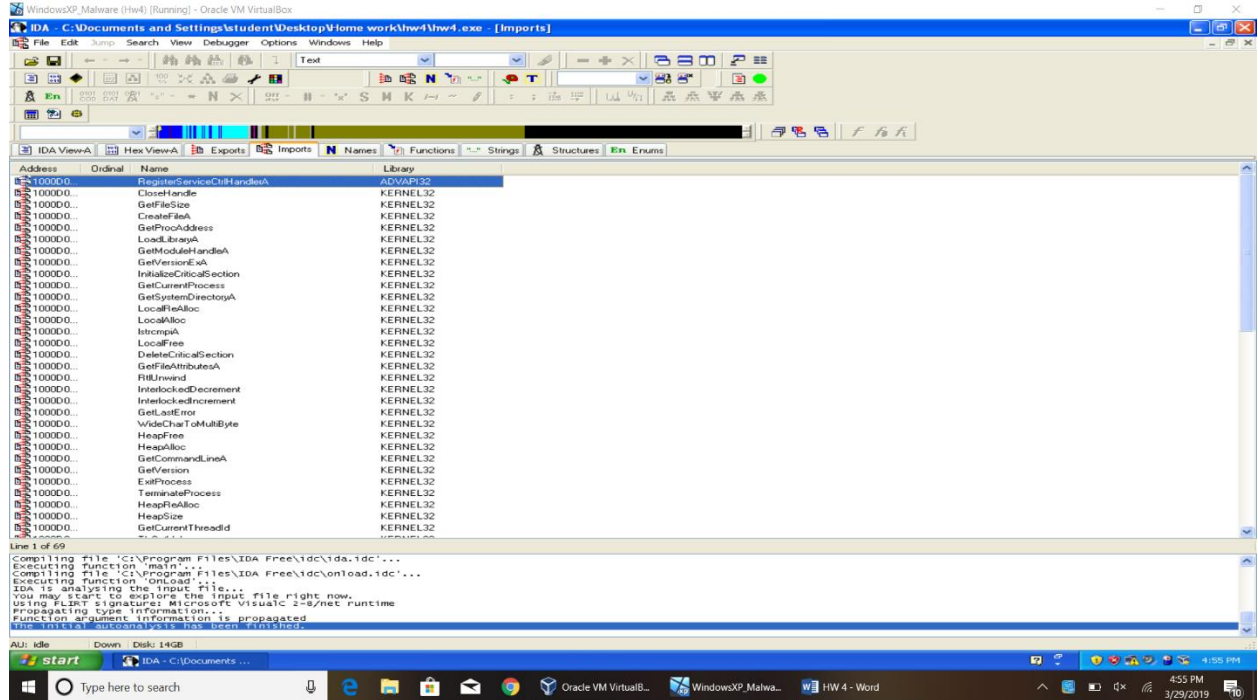 WindowsXP_Malware (Hw4) [Running] - Oracle VM VirtualBox
IDA - C:\Documents and Settings\student\Desktop\Home work\hw4\hw4.exe - [Imports]
File Edit Jump Search View Debugger Options Windows Help
Text
En N T
S M K
IDA View-A Hex View-A Exports Imports N Names Functions "..." Strings Structures En Enums
Address Ordinal Name Library
1000D0... RegisterServiceCtrlHandlerA ADVAPI32
1000D0... CloseHandle KERNEL32
1000D0... GetFileSize KERNEL32
1000D0... CreateFileA KERNEL32
1000D0... GetProcAddress KERNEL32
1000D0... LoadLibraryA KERNEL32
1000D0... GetModuleHandleA KERNEL32
1000D0... GetVersionExA KERNEL32
1000D0... InitializeCriticalSection KERNEL32
1000D0... GetCurrentProcess KERNEL32
1000D0... GetSystemDirectoryA KERNEL32
1000D0... LocalReAlloc KERNEL32
1000D0... LocalAlloc KERNEL32
1000D0... lstrcmpiA KERNEL32
1000D0... LocalFree KERNEL32
1000D0... DeleteCriticalSection KERNEL32
1000D0... GetFileAttributesA KERNEL32
1000D0... RtlUnwind KERNEL32
1000D0... InterlockedDecrement KERNEL32
1000D0... InterlockedIncrement KERNEL32
1000D0... GetLastError KERNEL32
1000D0... WideCharToMultiByte KERNEL32
1000D0... HeapFree KERNEL32
1000D0... HeapAlloc KERNEL32
1000D0... GetCommandLineA KERNEL32
1000D0... GetVersion KERNEL32
1000D0... ExitProcess KERNEL32
1000D0... TerminateProcess KERNEL32
1000D0... HeapReAlloc KERNEL32
1000D0... HeapSize KERNEL32
1000D0... GetCurrentThreadId KERNEL32
Line 1 of 69
Compiling file 'C:\Program Files\IDA Free\idc\ida.idc'...
Executing function 'main'...
Compiling file 'C:\Program Files\IDA Free\idc\onload.idc'...
Executing function 'OnLoad'...
IDA is analysing the input file...
You may start to explore the input file right now.
Using FLIRT signature: Microsoft VisualC 2-8/net runtime
Propagating type information...
Function argument information is propagated
The initial autoanalysis has been finished.
AU: idle Down Disk: 14GB
start IDA - C:\Documents ... 4:55 PM
Type here to search Oracle VM VirtualB... WindowsXP_Malwa... HW 4 - Word 4:55 PM
3/29/2019 10